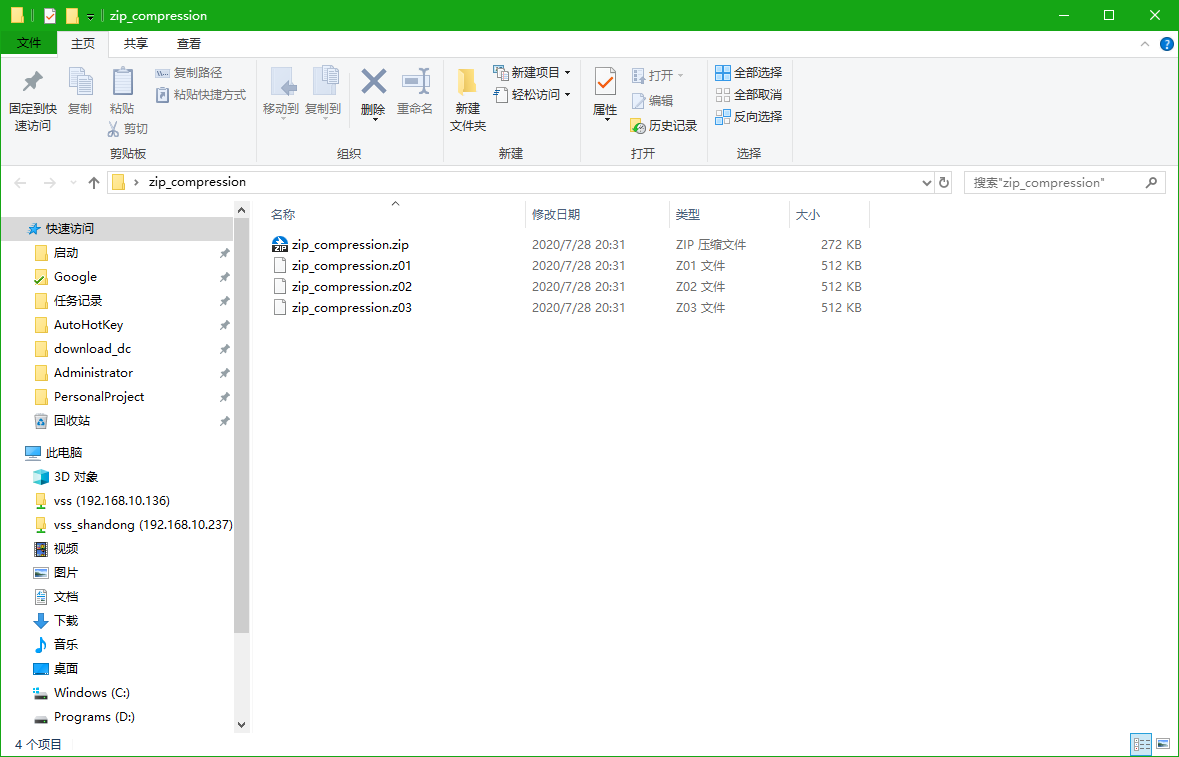 zip_compression
文件 主页 共享 查看
固定到快速访问
复制
粘贴
复制路径
粘贴快捷方式
剪切
剪贴板
移动到
复制到
删除
重命名
组织
新建文件夹
新建项目
轻松访问
新建
属性
打开
编辑
历史记录
打开
全部选择
全部取消
反向选择
选择
zip_compression
搜索"zip_compression"
快速访问
启动
Google
任务记录
AutoHotKey
download_dc
Administrator
PersonalProject
回收站
此电脑
3D 对象
vss (192.168.10.136)
vss_shandong (192.168.10.237)
视频
图片
文档
下载
音乐
桌面
Windows (C:)
Programs (D:)
名称 修改日期 类型 大小
ZIP
zip_compression.zip 2020/7/28 20:31 ZIP 压缩文件 272 KB
zip_compression.z01 2020/7/28 20:31 Z01 文件 512 KB
zip_compression.z02 2020/7/28 20:31 Z02 文件 512 KB
zip_compression.z03 2020/7/28 20:31 Z03 文件 512 KB
4 个项目